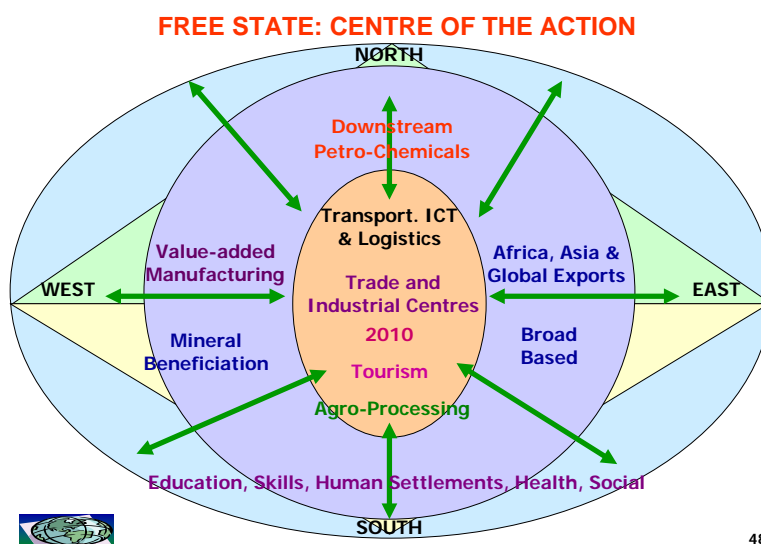 FREE STATE: CENTRE OF THE ACTION
NORTH
Downstream
Petro-Chemicals
Transport. ICT
& Logistics
Value-added
Manufacturing
Africa, Asia &
Global Exports
WEST
EAST
Trade and
Industrial Centres
2010
Mineral
Beneficiation
Broad
Based
Tourism
Agro-Processing
Education, Skills, Human Settlements, Health, Social
SOUTH
48